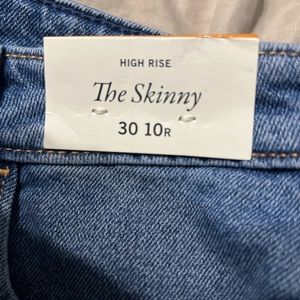 HIGH RISE
The Skinny
30 10R